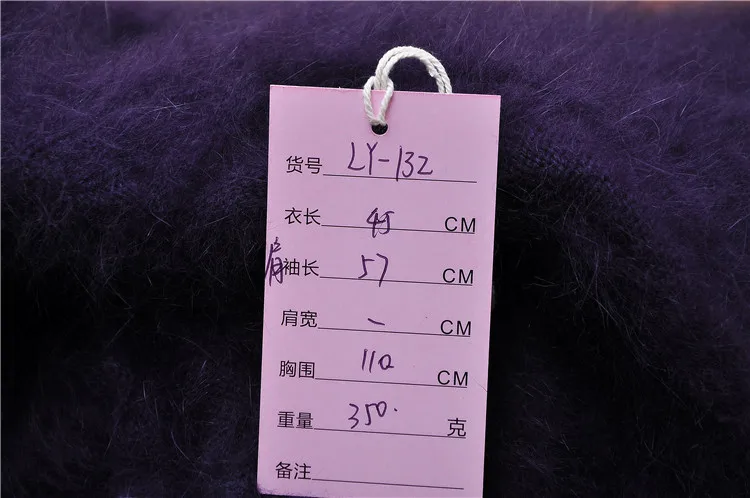 货号 LY-132
衣长 45 CM
肩袖长 57 CM
肩宽 - CM
胸围 110 CM
重量 350. 克
备注